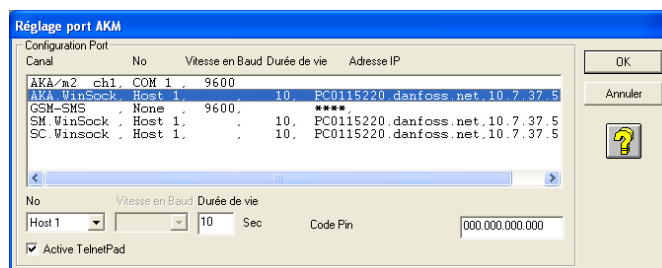 Réglage port AKM
Configuration Port
Canal No Vitesse en Baud Durée de vie Adresse IP
AKA/m2 ch1, COM 1 , 9600
AKA.WinSock, Host 1, , 10, PC0115220.danfoss.net,10.7.37.5
GSM-SMS , None , 9600, ****,
SM.WinSock , Host 1, , 10, PC0115220.danfoss.net,10.7.37.5
SC.Winsock , Host 1, , 10, PC0115220.danfoss.net,10.7.37.5
OK
Annuler
No Vitesse en Baud Durée de vie
Host 1 10 Sec Code Pin 000.000.000.000
Active TelnetPad